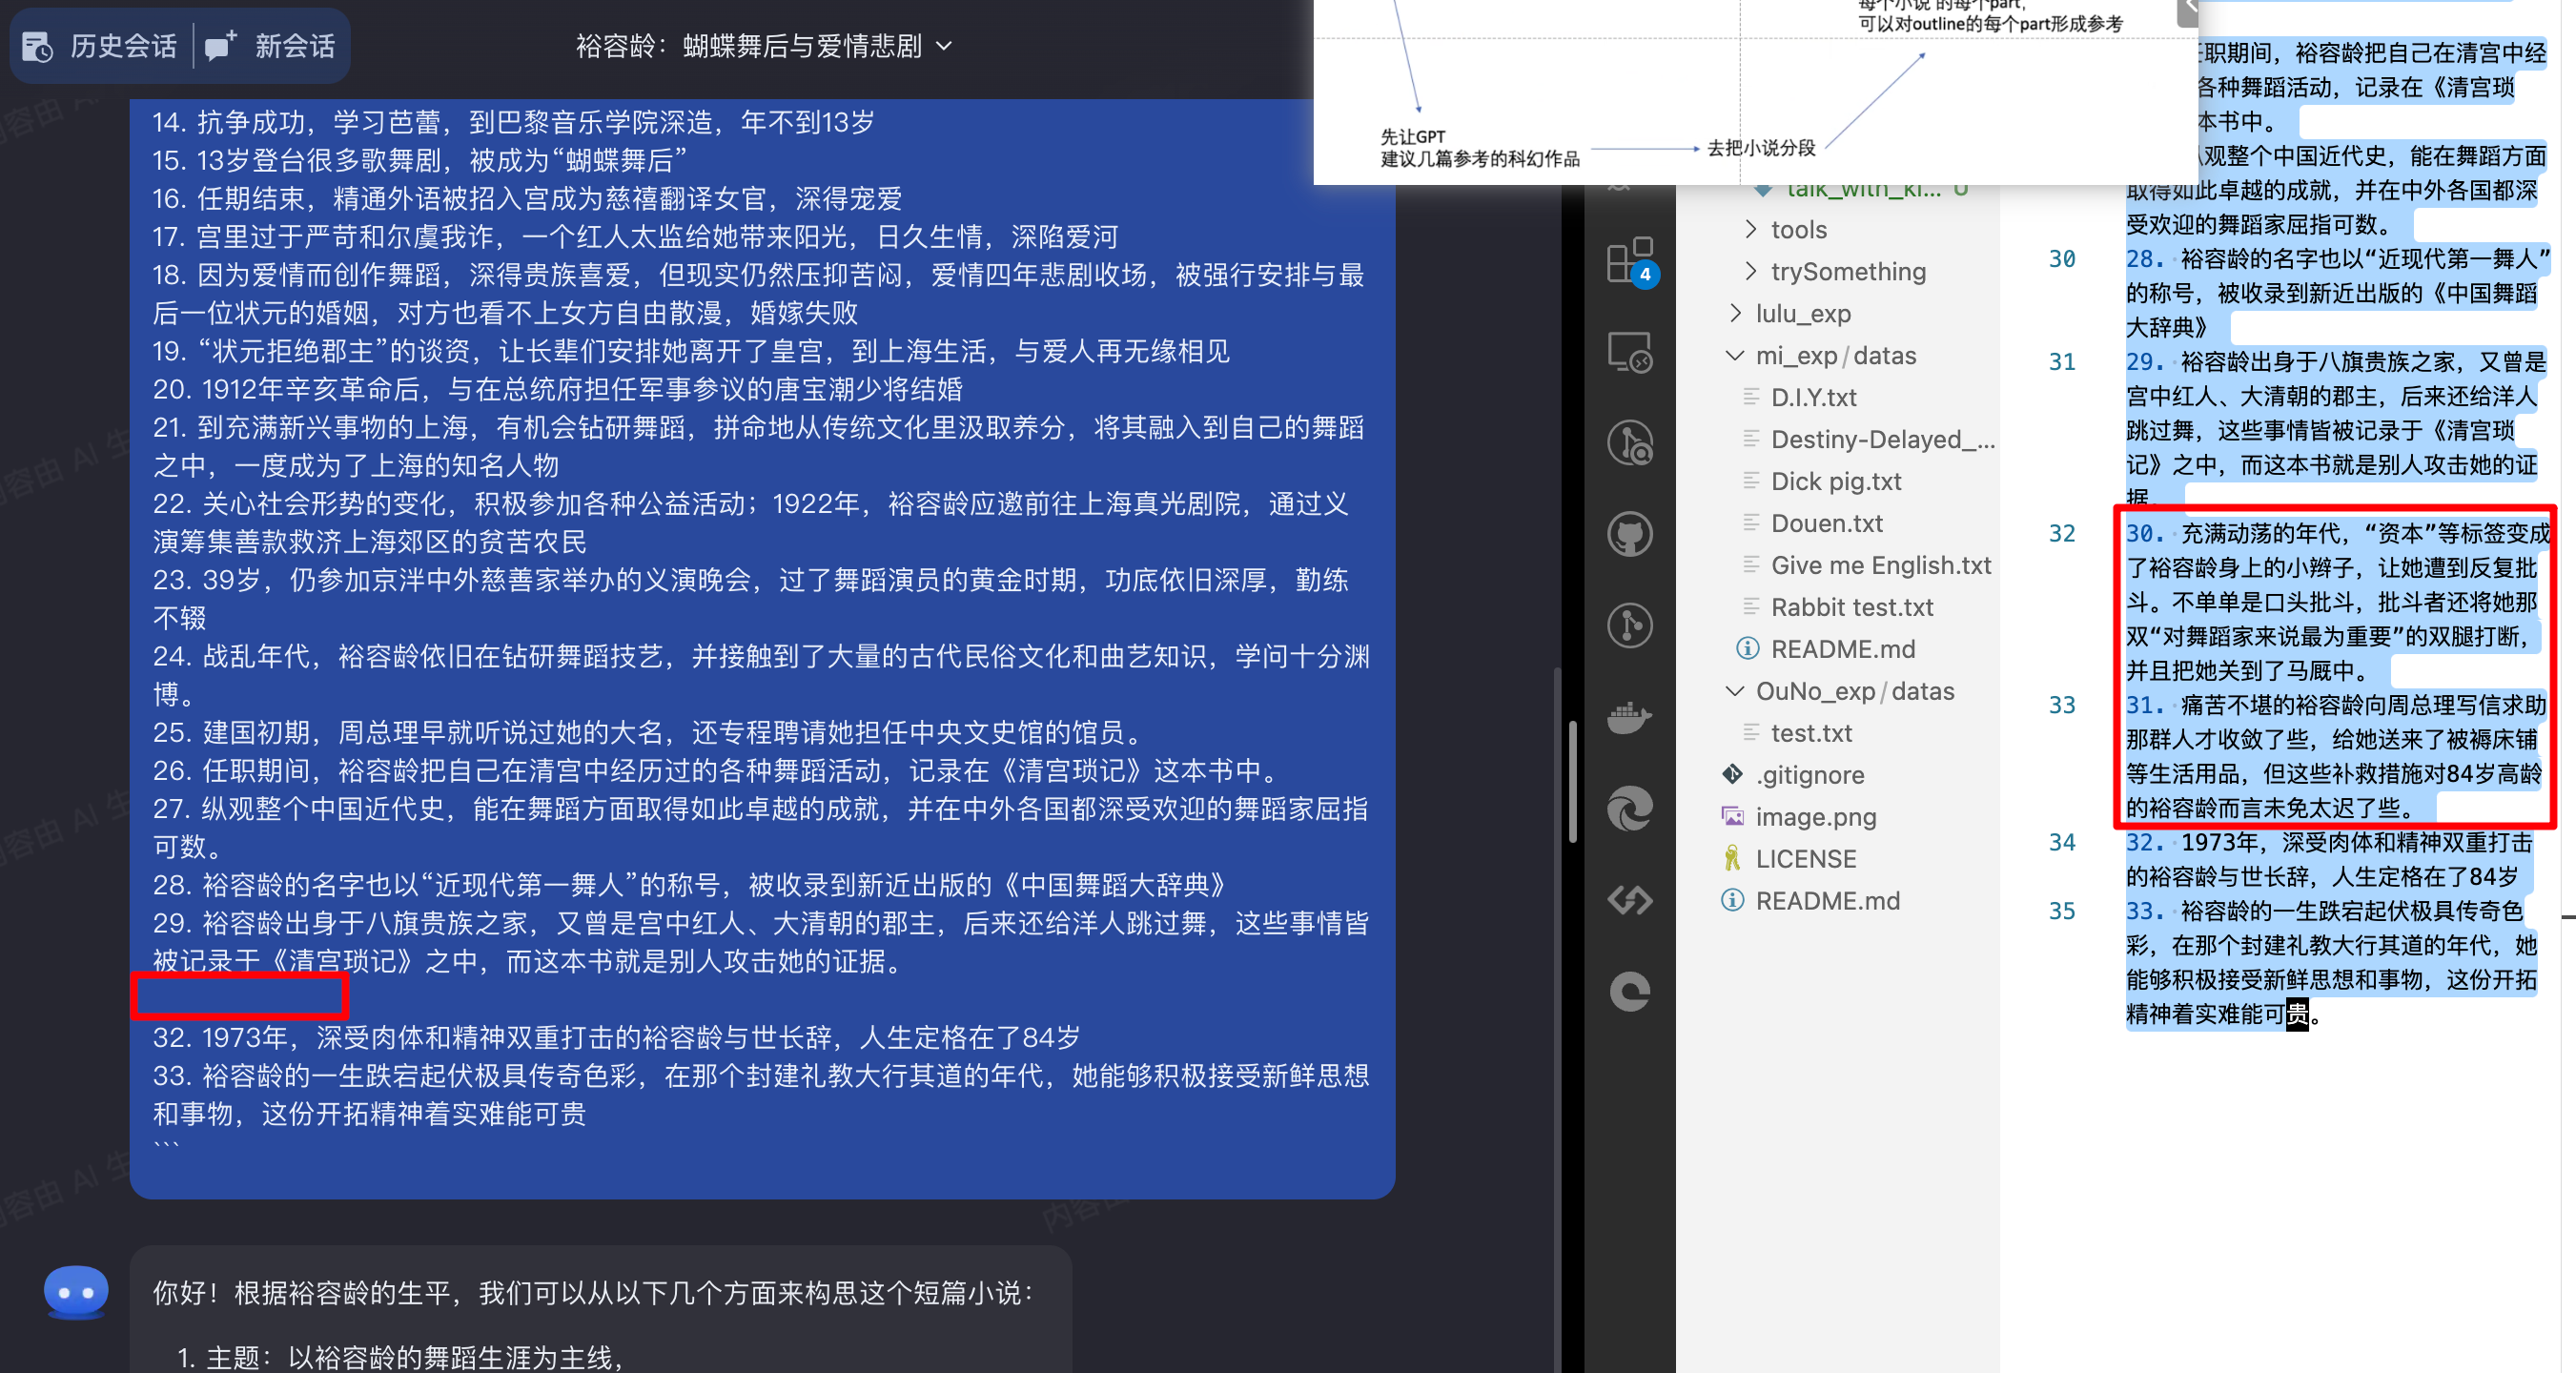 历史会话
新会话
裕容龄：蝴蝶舞后与爱情悲剧
14. 抗争成功，学习芭蕾，到巴黎音乐学院深造，年不到13岁
15. 13岁登台很多歌舞剧，被成为“蝴蝶舞后”
16. 任期结束，精通外语被招入宫成为慈禧翻译女官，深得宠爱
17. 宫里过于严苛和尔虞我诈，一个红人太监给她带来阳光，日久生情，深陷爱河
18. 因为爱情而创作舞蹈，深得贵族喜爱，但现实仍然压抑苦闷，爱情四年悲剧收场，被强行安排与最
后一位状元的婚姻，对方也看不上女方自由散漫，婚嫁失败
19. “状元拒绝郡主”的谈资，让长辈们安排她离开了皇宫，到上海生活，与爱人再无缘相见
20. 1912年辛亥革命后，与在总统府担任军事参议的唐宝潮少将结婚
21. 到充满新兴事物的上海，有机会钻研舞蹈，拼命地从传统文化里汲取养分，将其融入到自己的舞蹈
之中，一度成为了上海的知名人物
22. 关心社会形势的变化，积极参加各种公益活动；1922年，裕容龄应邀前往上海真光剧院，通过义
演筹集善款救济上海郊区的贫苦农民
23. 39岁，仍参加京泮中外慈善家举办的义演晚会，过了舞蹈演员的黄金时期，功底依旧深厚，勤练
不辍
24. 战乱年代，裕容龄依旧在钻研舞蹈技艺，并接触到了大量的古代民俗文化和曲艺知识，学问十分渊
博。
25. 建国初期，周总理早就听说过她的大名，还专程聘请她担任中央文史馆的馆员。
26. 任职期间，裕容龄把自己在清宫中经历过的各种舞蹈活动，记录在《清宫琐记》这本书中。
27. 纵观整个中国近代史，能在舞蹈方面取得如此卓越的成就，并在中外各国都深受欢迎的舞蹈家屈指
可数。
28. 裕容龄的名字也以“近现代第一舞人”的称号，被收录到新近出版的《中国舞蹈大辞典》
29. 裕容龄出身于八旗贵族之家，又曾是宫中红人、大清朝的郡主，后来还给洋人跳过舞，这些事情皆
被记录于《清宫琐记》之中，而这本书就是别人攻击她的证据。
32. 1973年，深受肉体和精神双重打击的裕容龄与世长辞，人生定格在了84岁
33. 裕容龄的一生跌宕起伏极具传奇色彩，在那个封建礼教大行其道的年代，她能够积极接受新鲜思想
和事物，这份开拓精神着实难能可贵
```
你好！根据裕容龄的生平，我们可以从以下几个方面来构思这个短篇小说：
1. 主题：以裕容龄的舞蹈生涯为主线，
每个小说 的每个part，
可以对outline的每个part形成参考
先让GPT
建议几篇参考的科幻作品
去把小说分段
talk_with_ki... U
tools
trySomething
lulu_exp
mi_exp/datas
D.I.Y.txt
Destiny-Delayed_...
Dick pig.txt
Douen.txt
Give me English.txt
Rabbit test.txt
README.md
OuNo_exp/datas
test.txt
.gitignore
image.png
LICENSE
README.md
4
职期间，裕容龄把自己在清宫中经
各种舞蹈活动，记录在《清宫琐
本书中。
观整个中国近代史，能在舞蹈方面
取得如此卓越的成就，并在中外各国都深
受欢迎的舞蹈家屈指可数。
30 28. 裕容龄的名字也以“近现代第一舞人”
的称号，被收录到新近出版的《中国舞蹈
大辞典》
31 29. 裕容龄出身于八旗贵族之家，又曾是
宫中红人、大清朝的郡主，后来还给洋人
跳过舞，这些事情皆被记录于《清宫琐
记》之中，而这本书就是别人攻击她的证
据。
32 30. 充满动荡的年代，“资本”等标签变成
了裕容龄身上的小辫子，让她遭到反复批
斗。不单单是口头批斗，批斗者还将她那
双“对舞蹈家来说最为重要”的双腿打断，
并且把她关到了马厩中。
33 31. 痛苦不堪的裕容龄向周总理写信求助
那群人才收敛了些，给她送来了被褥床铺
等生活用品，但这些补救措施对84岁高龄
的裕容龄而言未免太迟了些。
34 32. 1973年，深受肉体和精神双重打击
的裕容龄与世长辞，人生定格在了84岁
35 33. 裕容龄的一生跌宕起伏极具传奇色
彩，在那个封建礼教大行其道的年代，她
能够积极接受新鲜思想和事物，这份开拓
精神着实难能可贵。